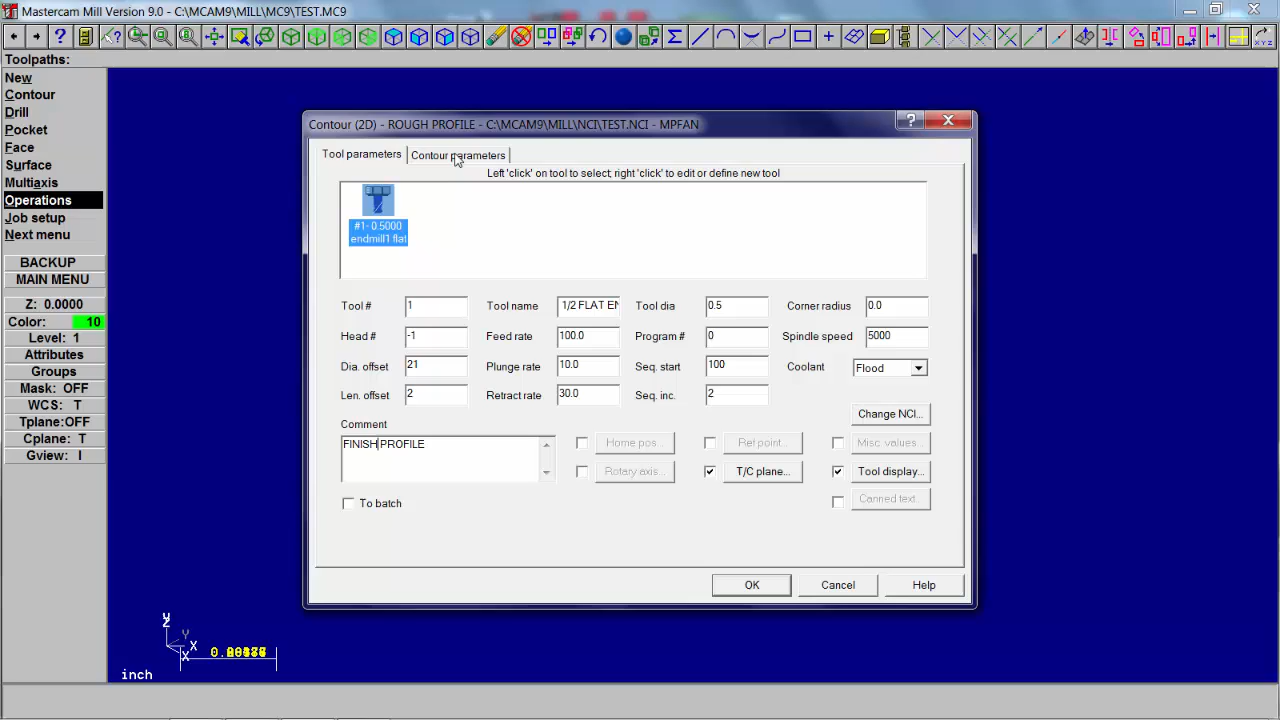 Mastercam Mill Version 9.0 - C:\MCAM9\MILL\MC9\TEST.MC9
Toolpaths:
New
Contour
Drill
Pocket
Face
Surface
Multiaxis
Operations
Job setup
Next menu
BACKUP
MAIN MENU
Z: 0.0000
Color: 10
Level: 1
Attributes
Groups
Mask: OFF
WCS: T
Tplane:OFF
Cplane: T
Gview: I
Contour (2D) - ROUGH PROFILE - C:\MCAM9\MILL\NCI\TEST.NCI - MPFAN
Tool parameters Contour parameters
Left 'click' on tool to select; right 'click' to edit or define new tool
#1- 0.5000
endmill1 flat
Tool # 1 Tool name 1/2 FLAT EN Tool dia 0.5 Corner radius 0.0
Head # -1 Feed rate 100.0 Program # 0 Spindle speed 5000
Dia. offset 21 Plunge rate 10.0 Seq. start 100 Coolant Flood
Len. offset 2 Retract rate 30.0 Seq. inc. 2
Change NCI...
Comment
FINISH PROFILE
Home pos... Ref point... Misc. values...
Rotary axis... T/C plane... Tool display...
Canned text...
To batch
OK Cancel Help
Y
Z
Y
X
X
inch